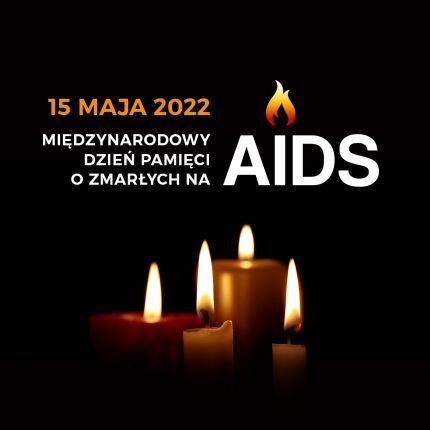 15 MAJA 2022
MIĘDZYNARODOWY
DZIEŃ PAMIĘCI
O ZMARŁYCH NA
AIDS